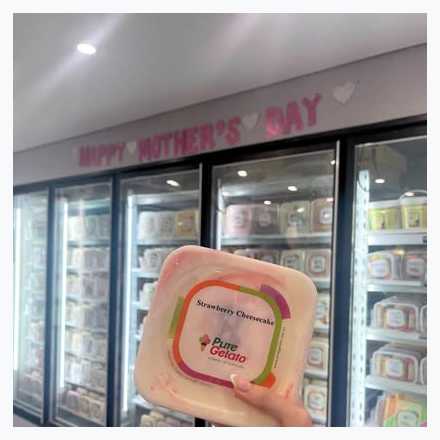 HAPPY MOTHER'S DAY
Strawberry Cheesecake
Pure
Gelato